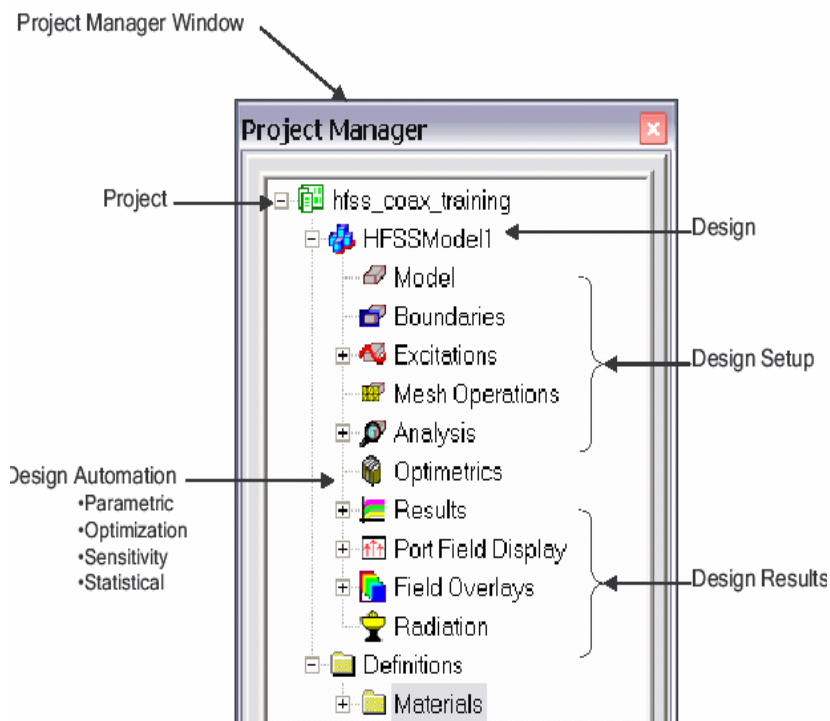 Project Manager Window
Project Manager
Project
hfss_coax_training
HFSSModel1
Design
Model
Boundaries
Excitations
Design Setup
Mesh Operations
Analysis
Design Automation
•Parametric
•Optimization
•Sensitivity
•Statistical
Optimetrics
Results
Port Field Display
Field Overlays
Design Results
Radiation
Definitions
Materials